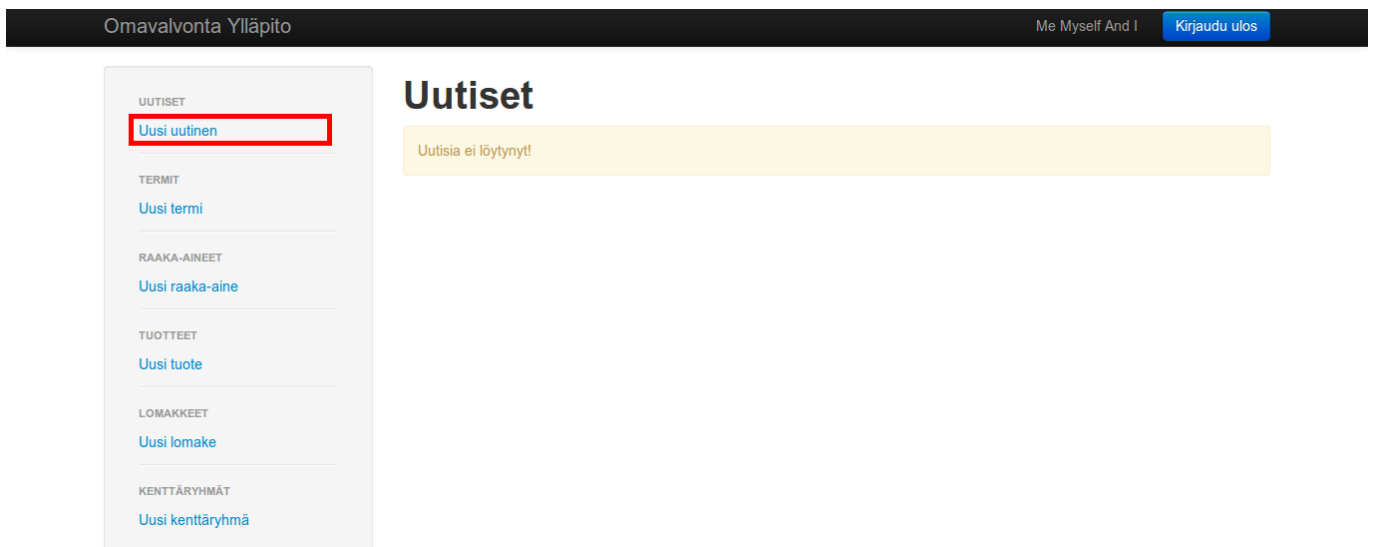 Omavalvonta Ylläpito
Me Myself And I
Kirjaudu ulos
UUTISET
Uusi uutinen
TERMIT
Uusi termi
RAAKA-AINEET
Uusi raaka-aine
TUOTTEET
Uusi tuote
LOMAKKEET
Uusi lomake
KENTTÄRYHMÄT
Uusi kenttäryhmä
Uutiset
Uutisia ei löytynyt!